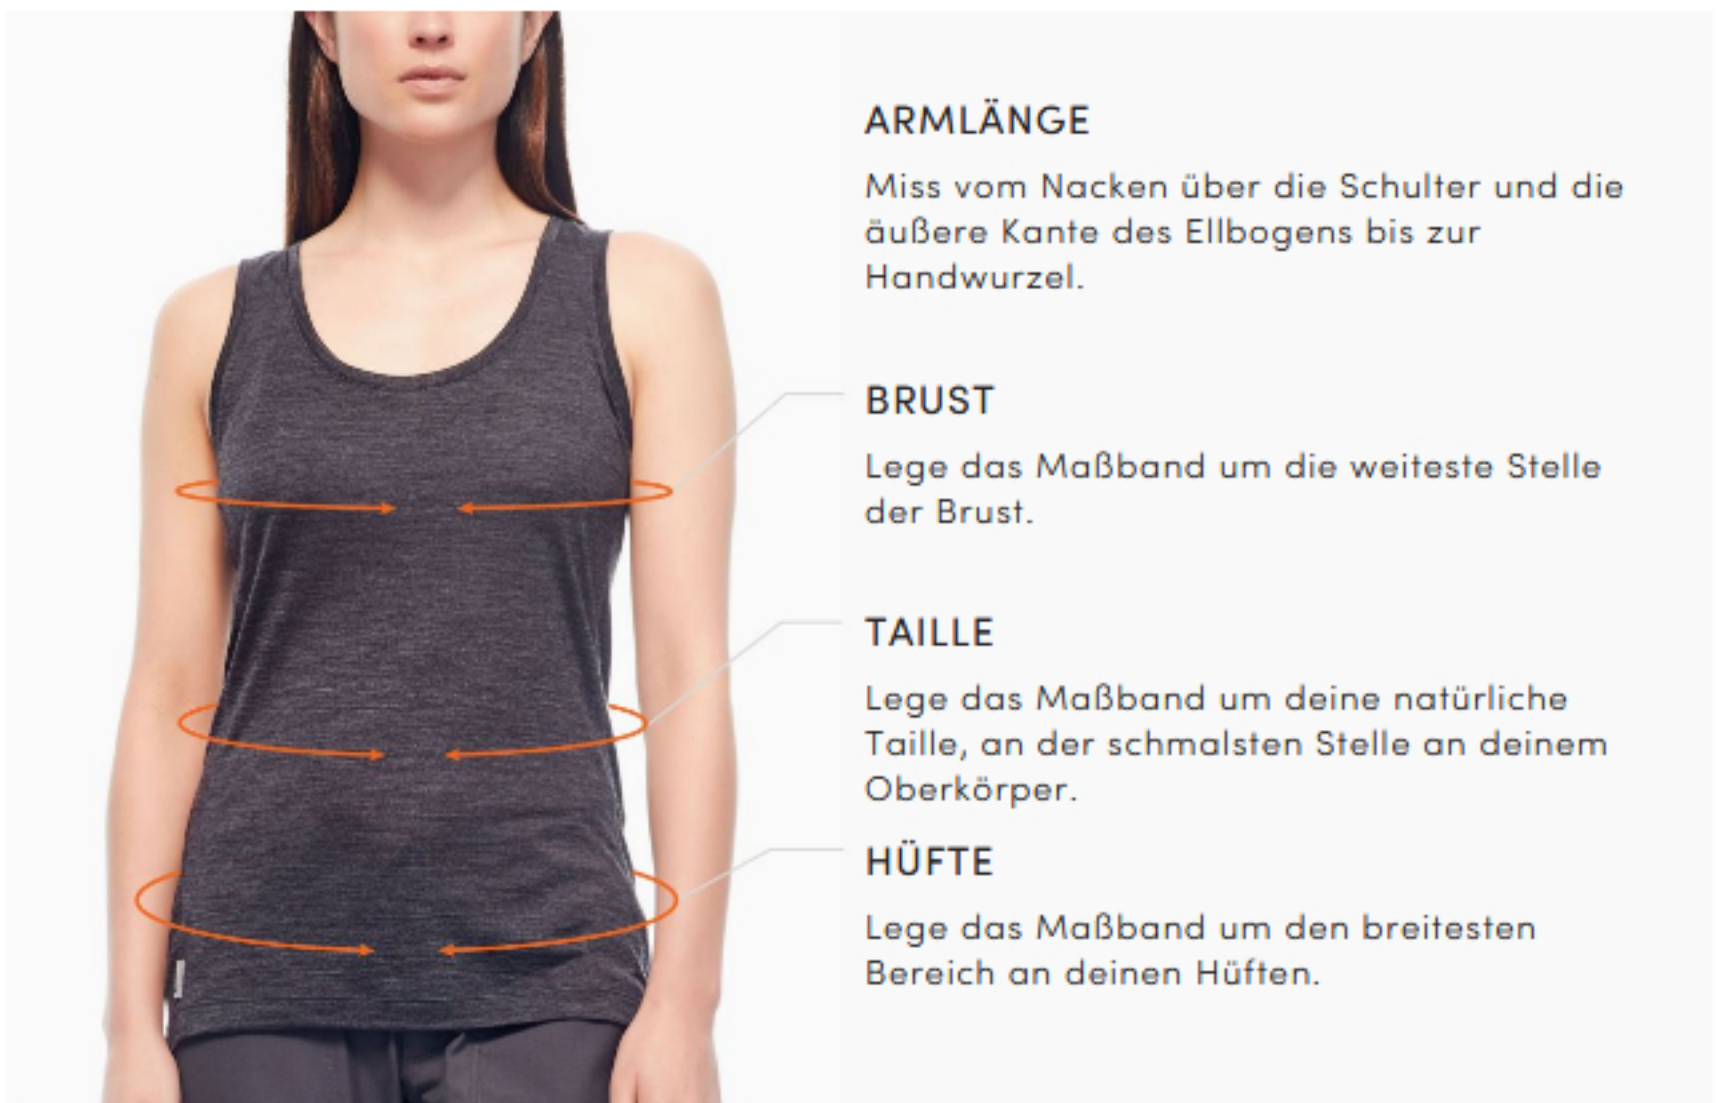 ARMLÄNGE
Miss vom Nacken über die Schulter und die
äußere Kante des Ellbogens bis zur
Handwurzel.
BRUST
Lege das Maßband um die weiteste Stelle
der Brust.
TAILLE
Lege das Maßband um deine natürliche
Taille, an der schmalsten Stelle an deinem
Oberkörper.
HÜFTE
Lege das Maßband um den breitesten
Bereich an deinen Hüften.